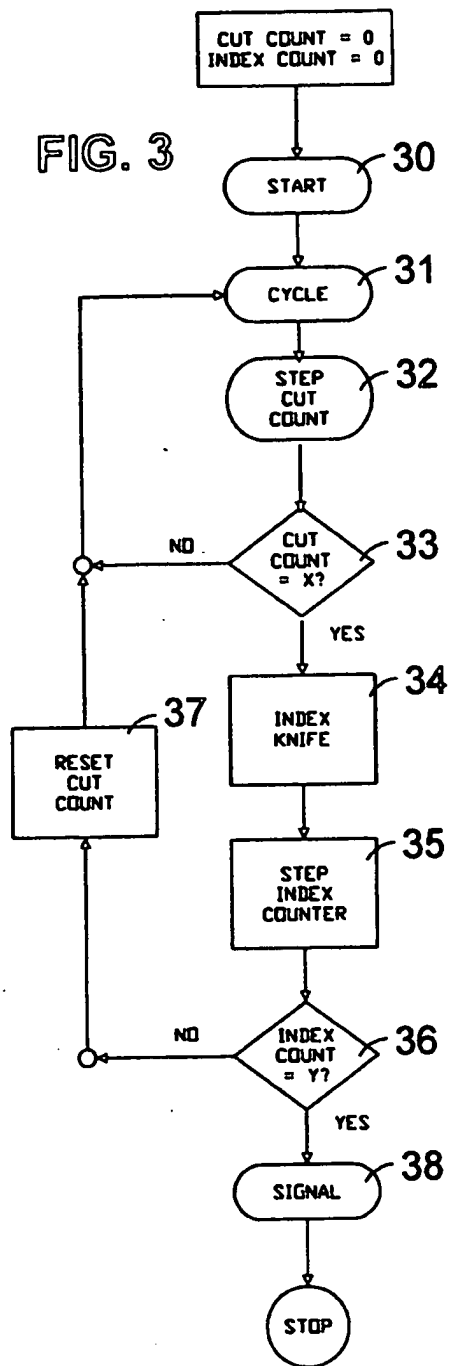 CUT COUNT = 0
INDEX COUNT = 0
FIG. 3
30
START
31
CYCLE
32
STEP
CUT
COUNT
33
CUT
COUNT
= X?
NO
YES
34
INDEX
KNIFE
37
RESET
CUT
COUNT
35
STEP
INDEX
COUNTER
36
INDEX
COUNT
= Y?
NO
YES
38
SIGNAL
STOP